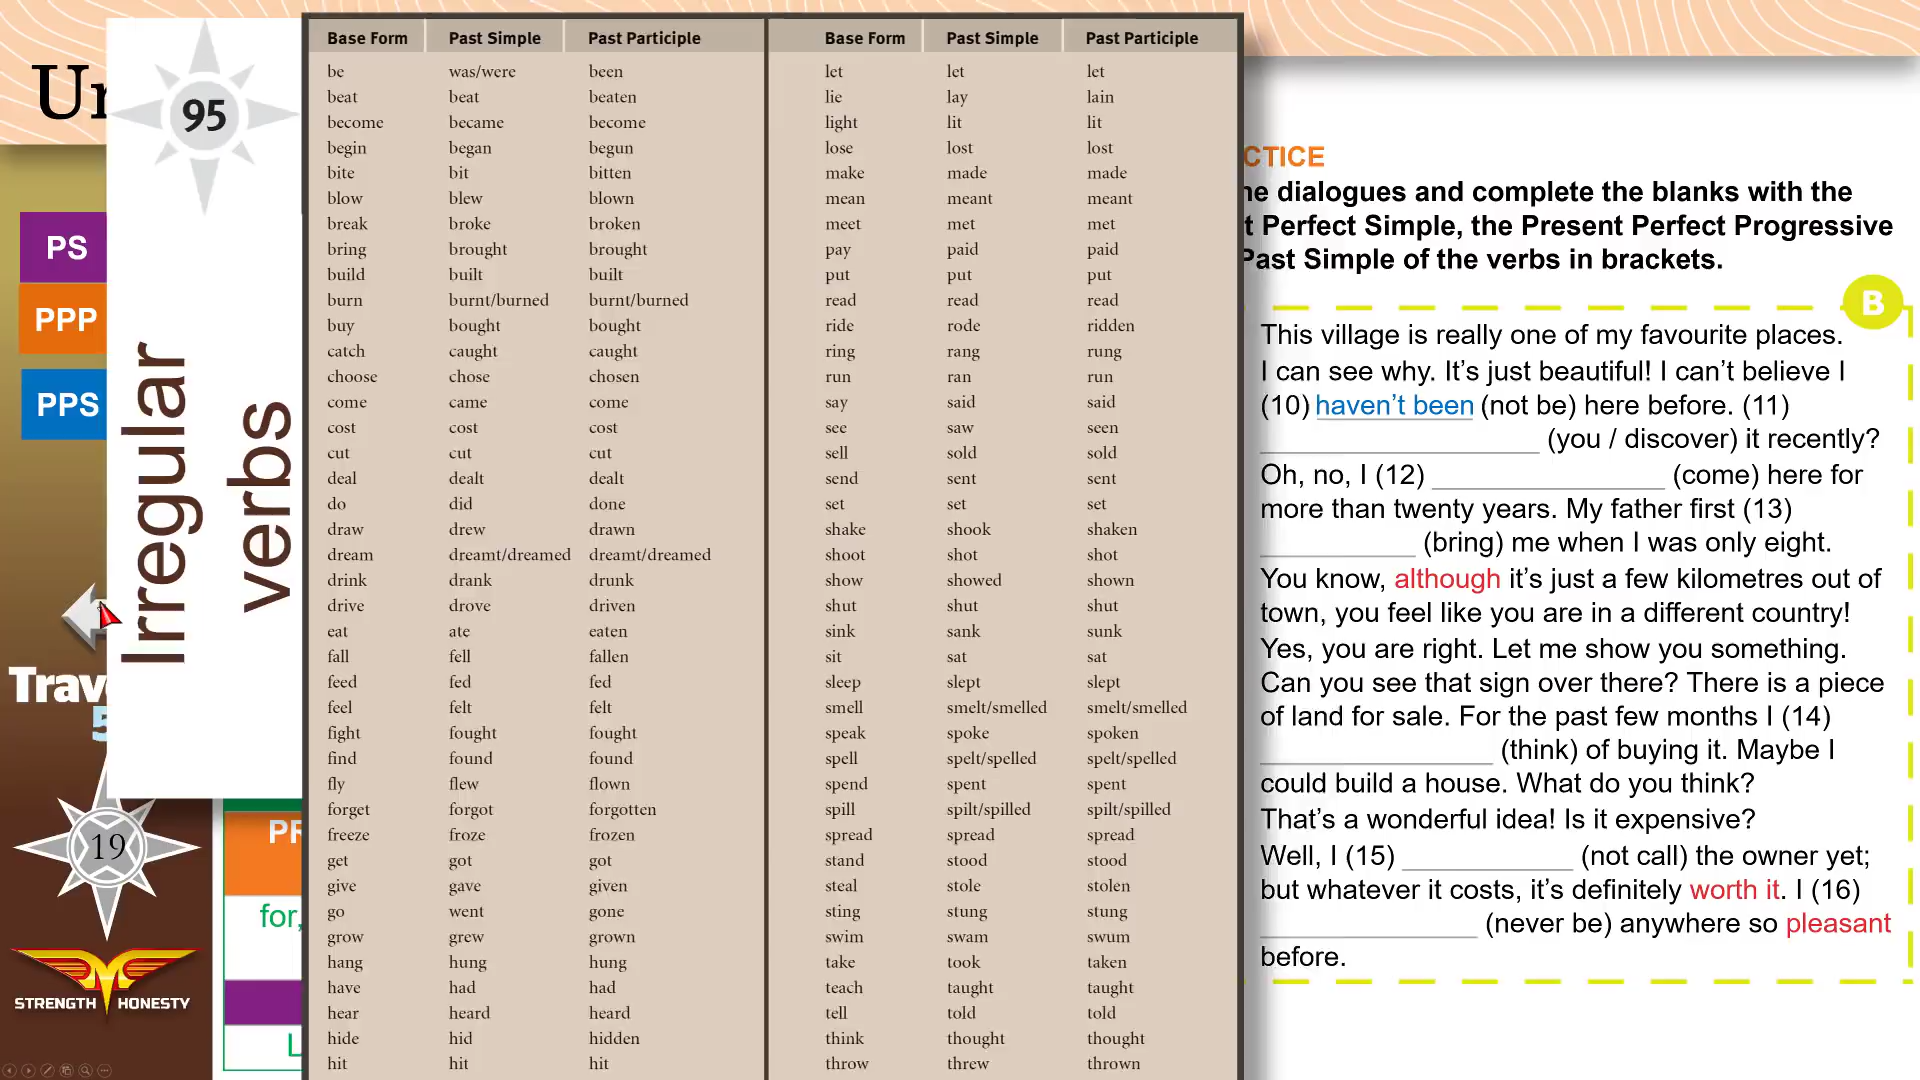 Ur
95
Irregular
verbs
PS
PPP
PPS
Trav
5
19
STRENGTH HONESTY
PR
for,
L
Base Form Past Simple Past Participle
be was/were been
beat beat beaten
become became become
begin began begun
bite bit bitten
blow blew blown
break broke broken
bring brought brought
build built built
burn burnt/burned burnt/burned
buy bought bought
catch caught caught
choose chose chosen
come came come
cost cost cost
cut cut cut
deal dealt dealt
do did done
draw drew drawn
dream dreamt/dreamed dreamt/dreamed
drink drank drunk
drive drove driven
eat ate eaten
fall fell fallen
feed fed fed
feel felt felt
fight fought fought
find found found
fly flew flown
forget forgot forgotten
freeze froze frozen
get got got
give gave given
go went gone
grow grew grown
hang hung hung
have had had
hear heard heard
hide hid hidden
hit hit hit
Base Form Past Simple Past Participle
let let let
lie lay lain
light lit lit
lose lost lost
make made made
mean meant meant
meet met met
pay paid paid
put put put
read read read
ride rode ridden
ring rang rung
run ran run
say said said
see saw seen
sell sold sold
send sent sent
set set set
shake shook shaken
shoot shot shot
show showed shown
shut shut shut
sink sank sunk
sit sat sat
sleep slept slept
smell smelt/smelled smelt/smelled
speak spoke spoken
spell spelt/spelled spelt/spelled
spend spent spent
spill spilt/spilled spilt/spilled
spread spread spread
stand stood stood
steal stole stolen
sting stung stung
swim swam swum
take took taken
teach taught taught
tell told told
think thought thought
throw threw thrown
CTICE
he dialogues and complete the blanks with the
t Perfect Simple, the Present Perfect Progressive
Past Simple of the verbs in brackets.
B
This village is really one of my favourite places.
I can see why. It's just beautiful! I can't believe I
(10) haven't been (not be) here before. (11)
____________________ (you / discover) it recently?
Oh, no, I (12) ________________ (come) here for
more than twenty years. My father first (13)
___________ (bring) me when I was only eight.
You know, although it's just a few kilometres out of
town, you feel like you are in a different country!
Yes, you are right. Let me show you something.
Can you see that sign over there? There is a piece
of land for sale. For the past few months I (14)
________________ (think) of buying it. Maybe I
could build a house. What do you think?
That's a wonderful idea! Is it expensive?
Well, I (15) ____________ (not call) the owner yet;
but whatever it costs, it's definitely worth it. I (16)
_______________ (never be) anywhere so pleasant
before.